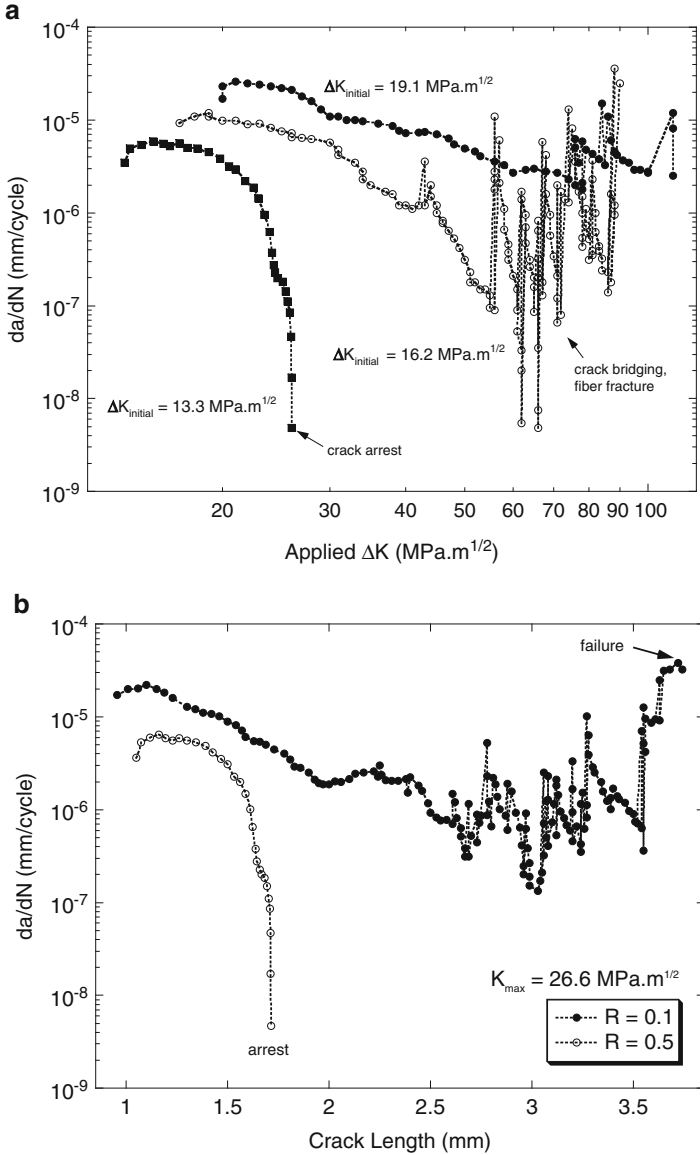 a
10⁻⁴
10⁻⁵
10⁻⁶
10⁻⁷
10⁻⁸
10⁻⁹
da/dN (mm/cycle)
ΔK_initial = 19.1 MPa.m^1/2
ΔK_initial = 16.2 MPa.m^1/2
ΔK_initial = 13.3 MPa.m^1/2
crack bridging,
fiber fracture
crack arrest
20 30 40 50 60 70 80 90 100
Applied ΔK (MPa.m^1/2)
b
10⁻⁴
10⁻⁵
10⁻⁶
10⁻⁷
10⁻⁸
10⁻⁹
da/dN (mm/cycle)
failure
arrest
K_max = 26.6 MPa.m^1/2
R = 0.1
R = 0.5
1 1.5 2 2.5 3 3.5
Crack Length (mm)